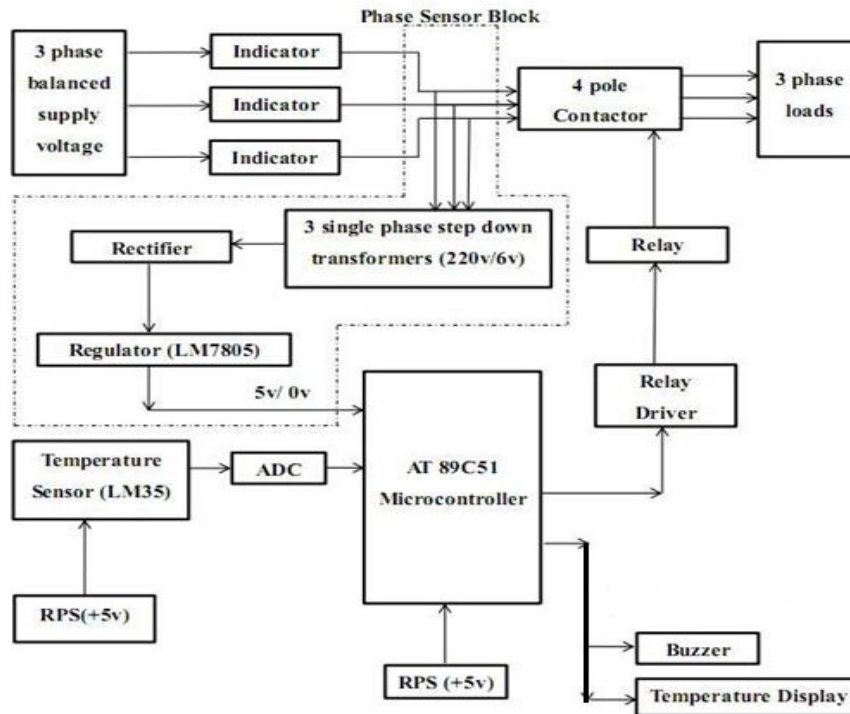 Phase Sensor Block
3 phase
balanced
supply
voltage
Indicator
Indicator
Indicator
4 pole
Contactor
3 phase
loads
3 single phase step down
transformers (220v/6v)
Rectifier
Relay
Regulator (LM7805)
5v/ 0v
Relay
Driver
Temperature
Sensor (LM35)
ADC
AT 89C51
Microcontroller
RPS(+5v)
RPS (+5v)
Buzzer
Temperature Display